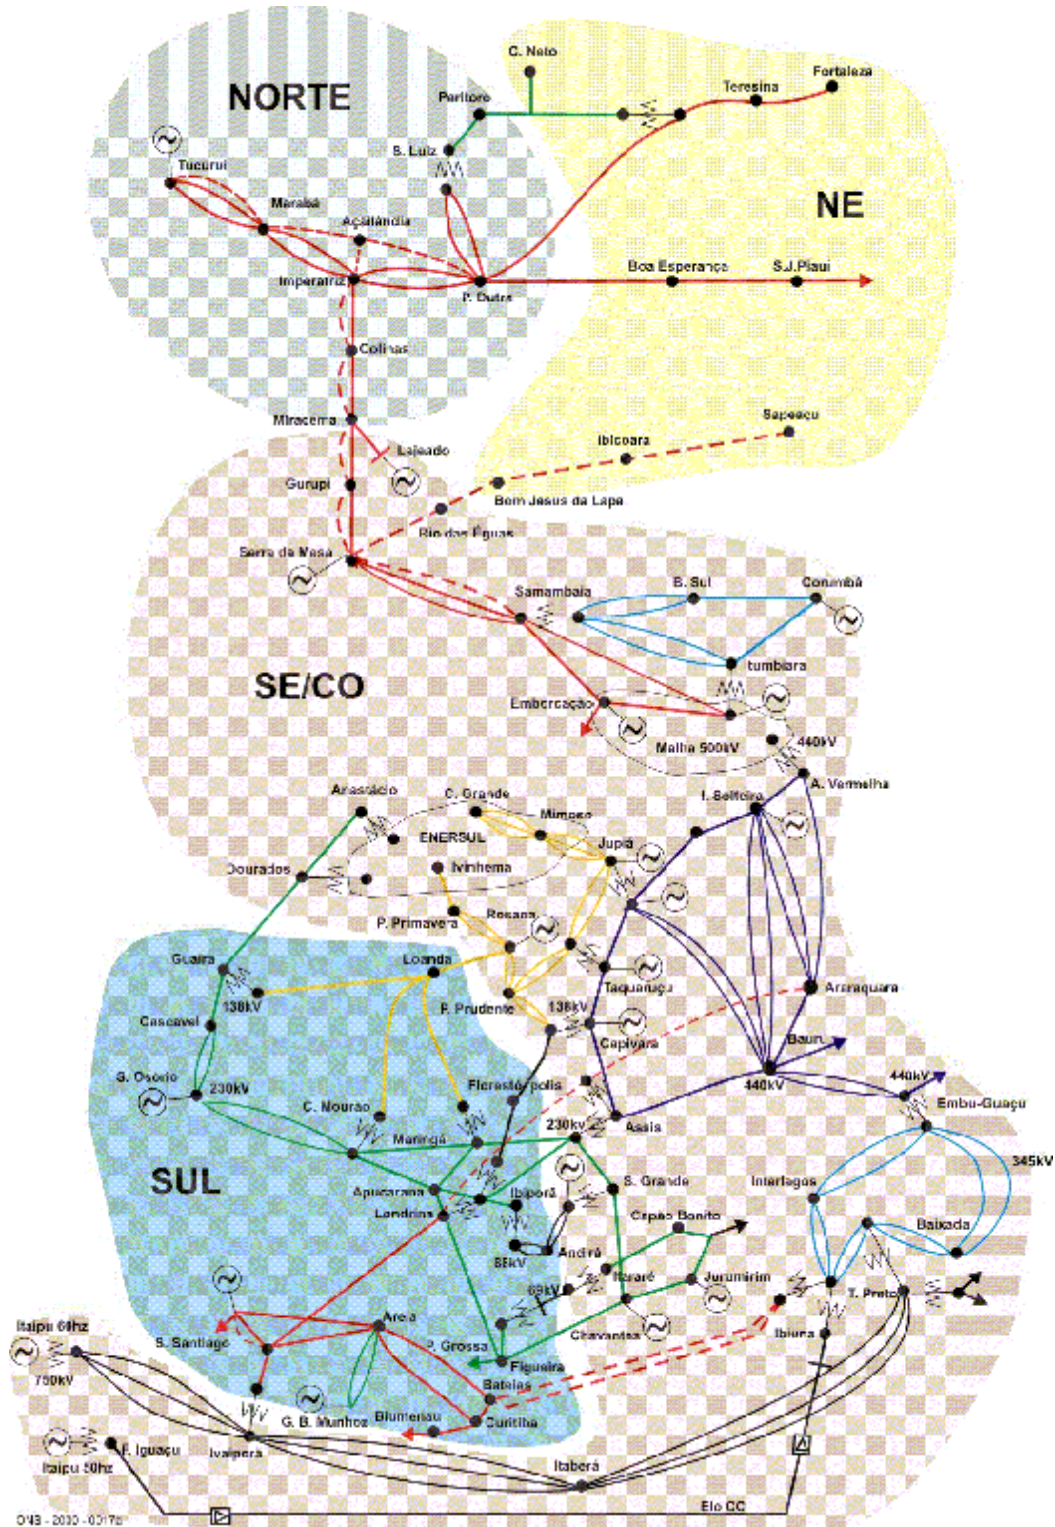 C. Neto
Fortaleza
Teresina
NORTE
Peritoro
S. Luiz
Tucurui
NE
Marabá
Açailândia
Boa Esperança
S.J.Piaui
Imperatriz
P. Dutra
Colinas
Miracema
Sapeaçu
Lajeado
Ibicoara
Gurupi
Bom Jesus da Lapa
Rio das Éguas
Serra da Mesa
Samambaia
B. Sul
Corumbá
SE/CO
Itumbiara
Emborcação
Malha 500kV
440kV
A. Vermelha
Anastácio
C. Grande
I. Solteira
Mimoso
ENERSUL
Jupiá
Dourados
Ivinhema
P. Primavera
Rosana
Guaira
Loanda
Taquaruçu
Araraquara
138kV
P. Prudente
138kV
Cascavel
Capivara
Bauru
G. Osório
230kV
Florestópolis
440kV
440kV
C. Mourão
Embu-Guaçu
Maringá
230kV
Assis
345kV
SUL
Apucarana
Ibiporã
S. Grande
Interlagos
Londrina
Capão Bonito
Baixada
88kV
Andirá
Itararé
Jurumirim
69kV
T. Preto
Areia
Itaipu 60hz
S. Santiago
P. Grossa
Chavantes
Ibiuna
Figueira
750kV
Bateias
G. B. Munhoz
Blumenau
Curitiba
F. Iguaçu
Ivaiporã
Itaipu 50hz
Itaberá
Elo CC